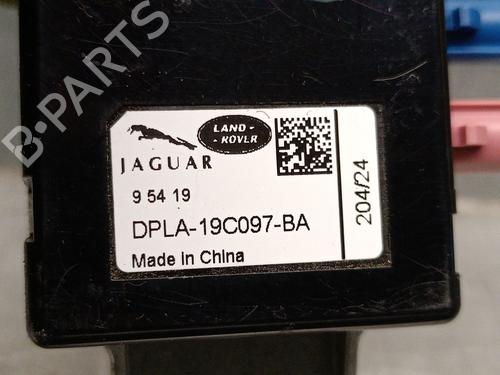 B-PARTS
JAGUAR
LAND-
-ROVER
9 54 19
DPLA-19C097-BA
Made in China
204/24